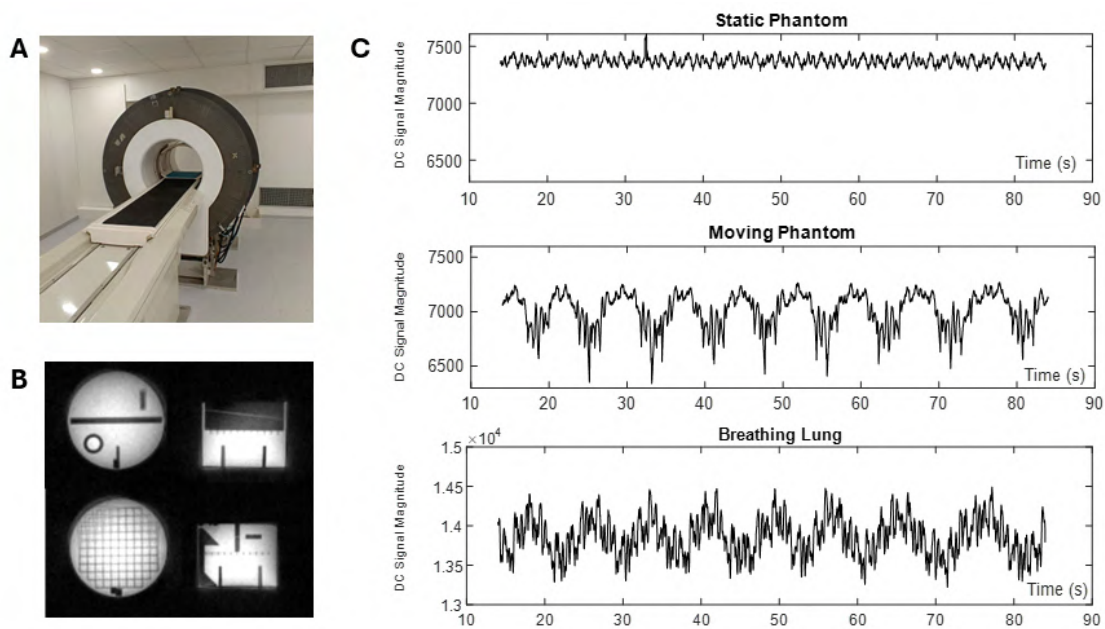 A
B
C
Static Phantom
DC Signal Magnitude
7500
7000
6500
Time (s)
10 20 30 40 50 60 70 80 90
Moving Phantom
DC Signal Magnitude
7500
7000
6500
Time (s)
10 20 30 40 50 60 70 80 90
Breathing Lung
DC Signal Magnitude
×10⁴
1.5
1.45
1.4
1.35
1.3
Time (s)
10 20 30 40 50 60 70 80 90